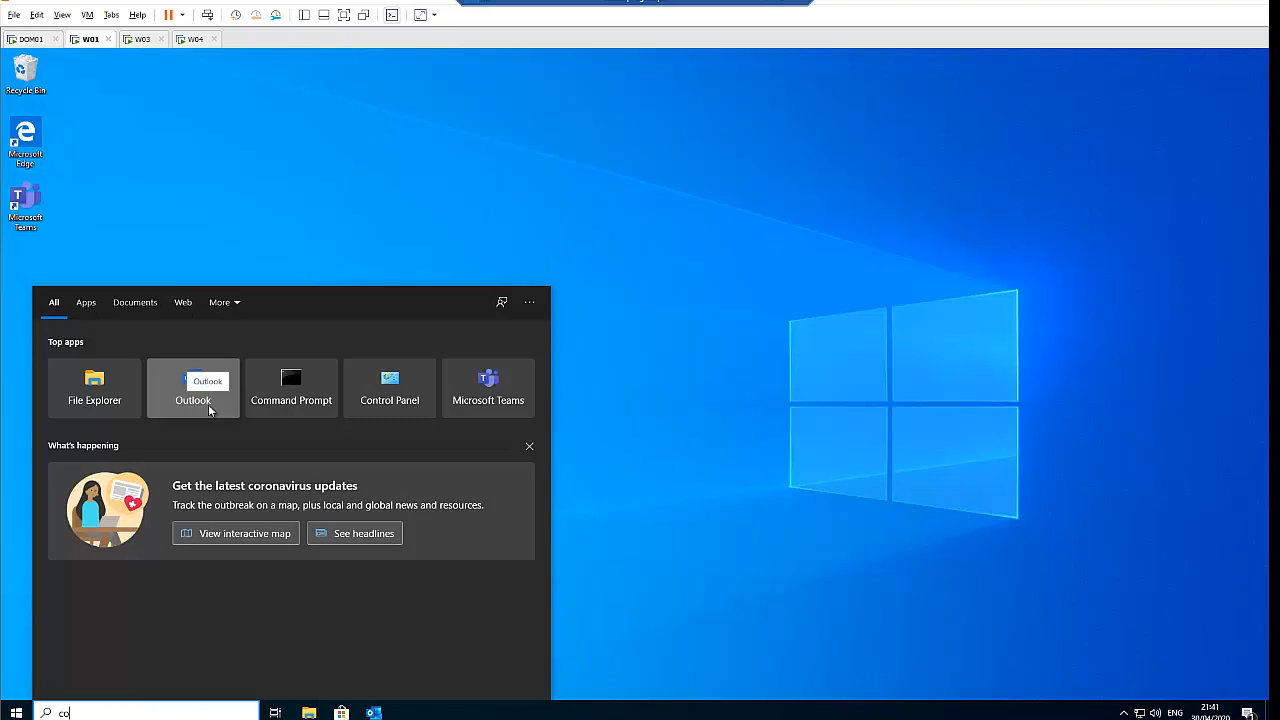 File Edit View VM Tabs Help
DOM01 W01 W03 W04
Recycle Bin
Microsoft
Edge
Microsoft
Teams
All Apps Documents Web More
Top apps
Outlook
File Explorer Outlook Command Prompt Control Panel Microsoft Teams
What's happening
Get the latest coronavirus updates
Track the outbreak on a map, plus local and global news and resources.
View interactive map See headlines
co
ENG
21:41
30/04/2020